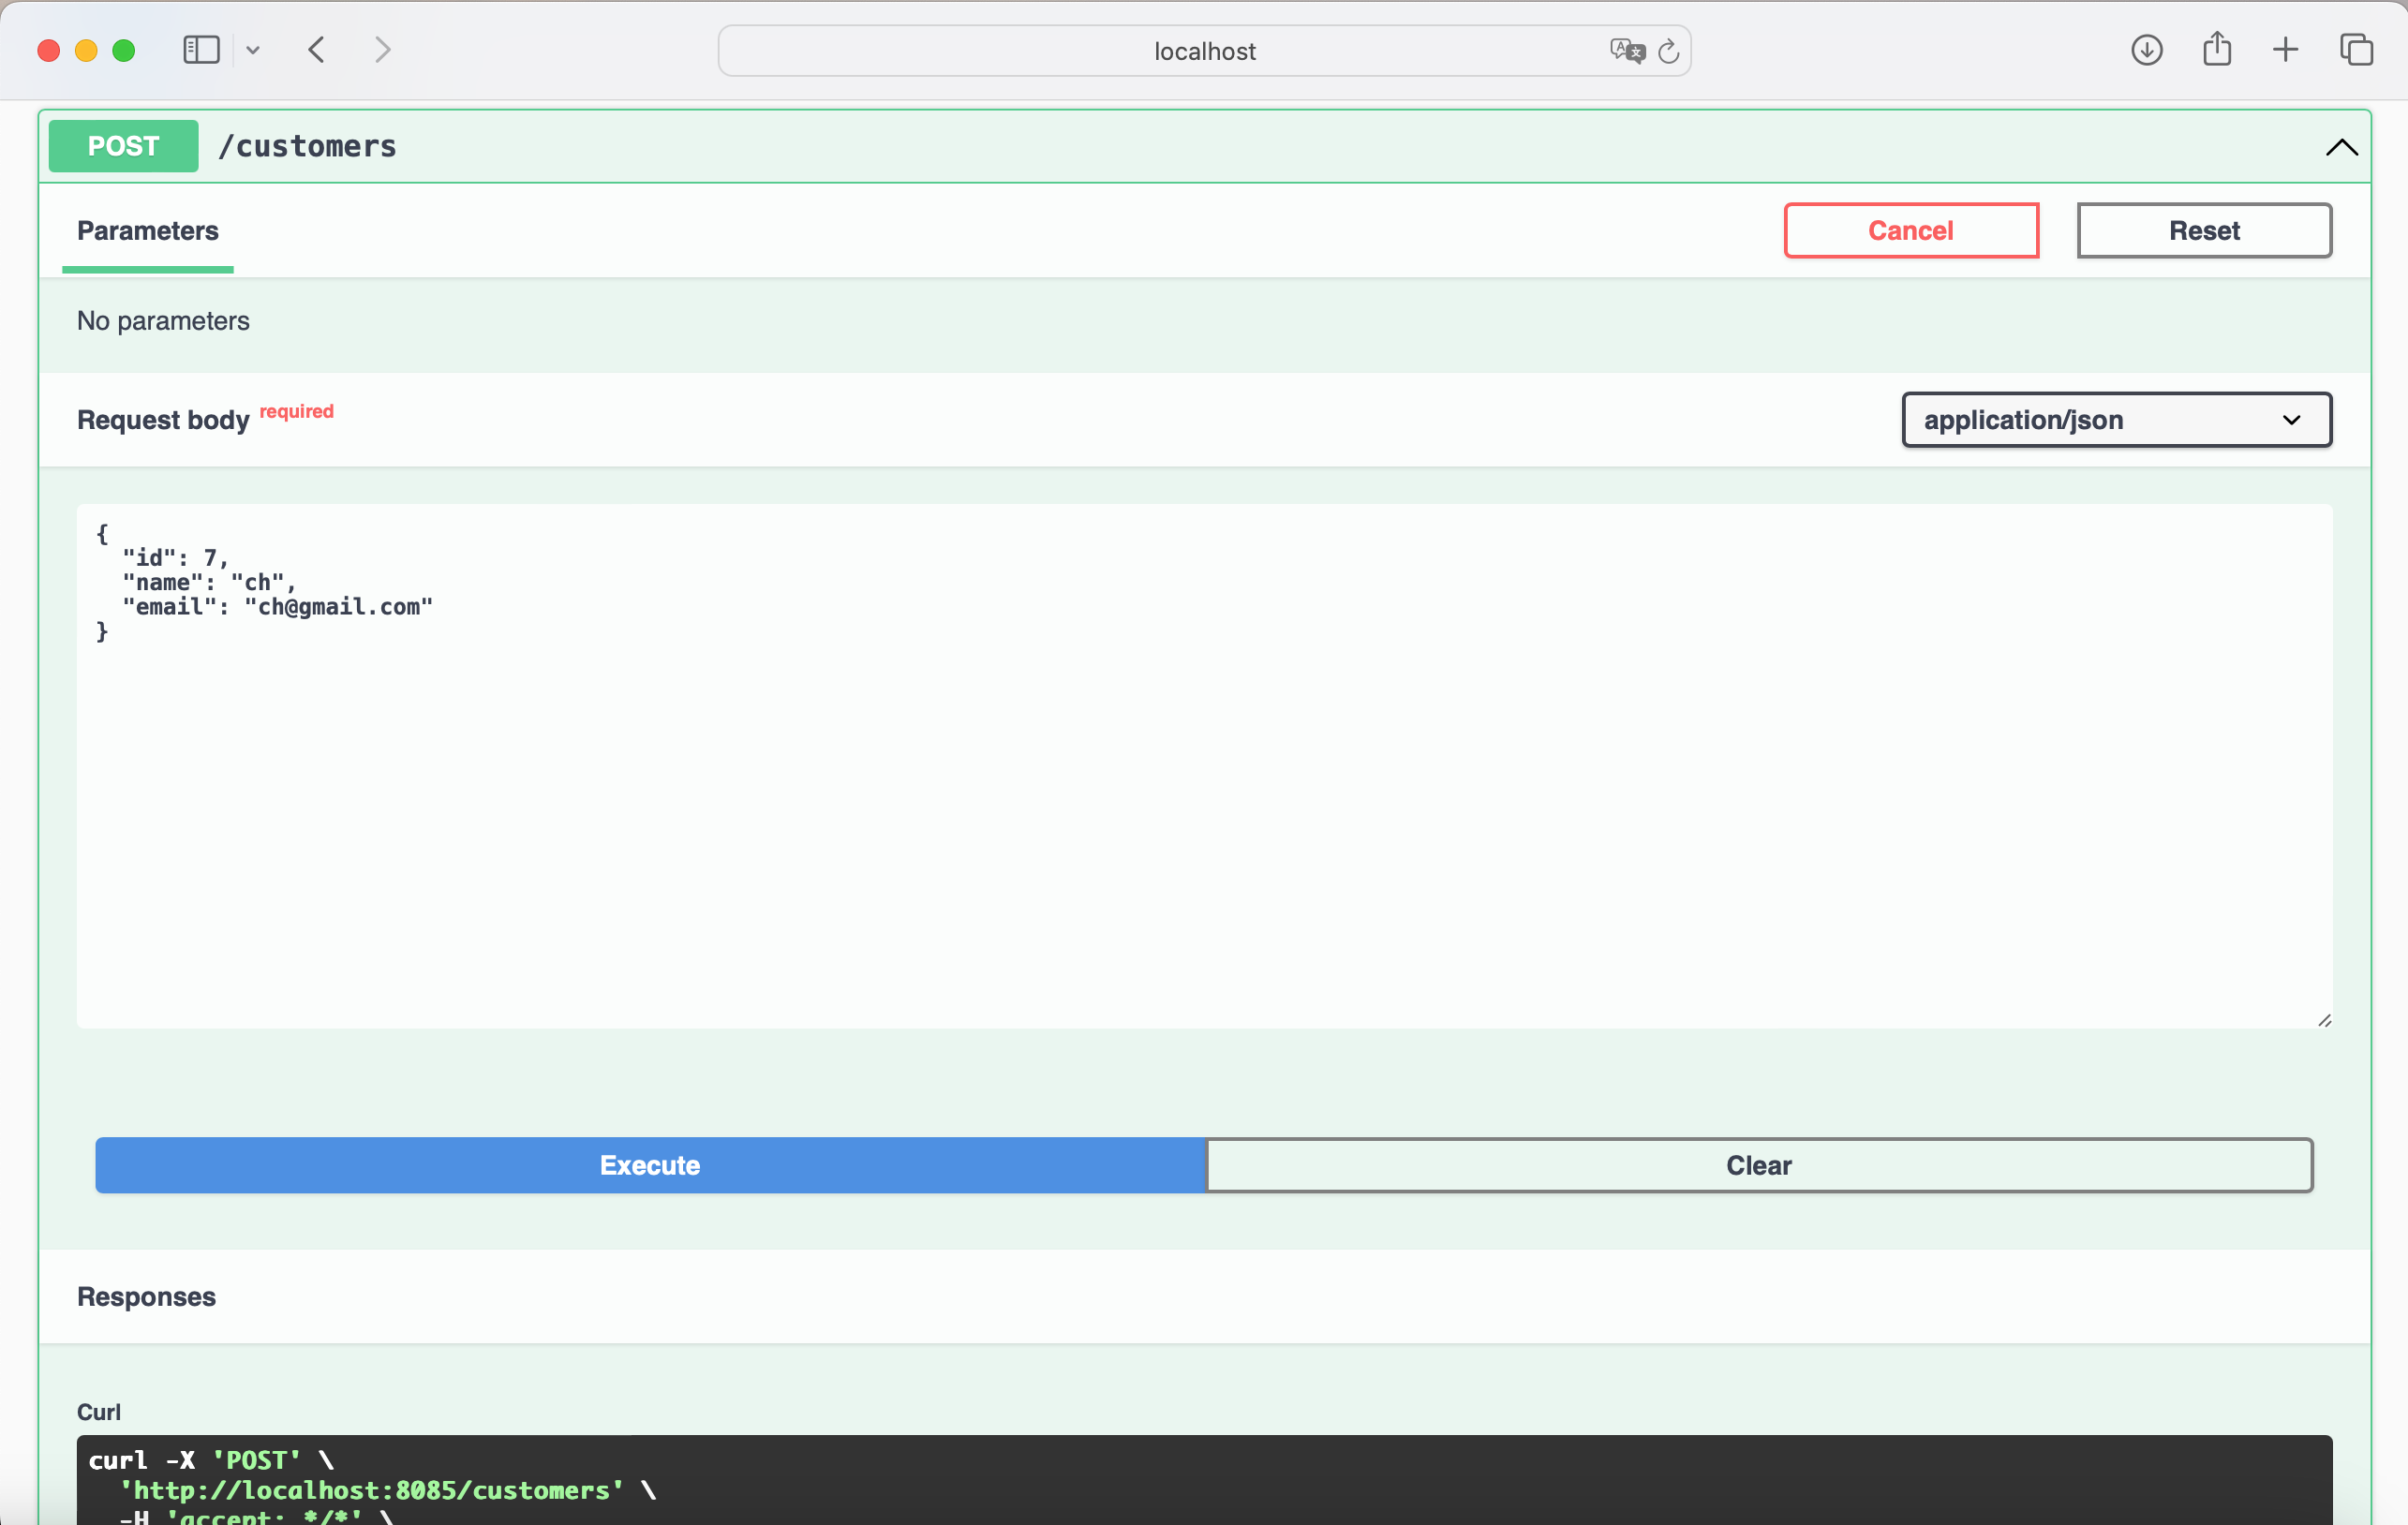 localhost
POST /customers
Parameters
Cancel
Reset
No parameters
Request body required
application/json
{
  "id": 7,
  "name": "ch",
  "email": "ch@gmail.com"
}
Execute
Clear
Responses
Curl
curl -X 'POST' \
  'http://localhost:8085/customers' \
  -H 'accept: */*' \